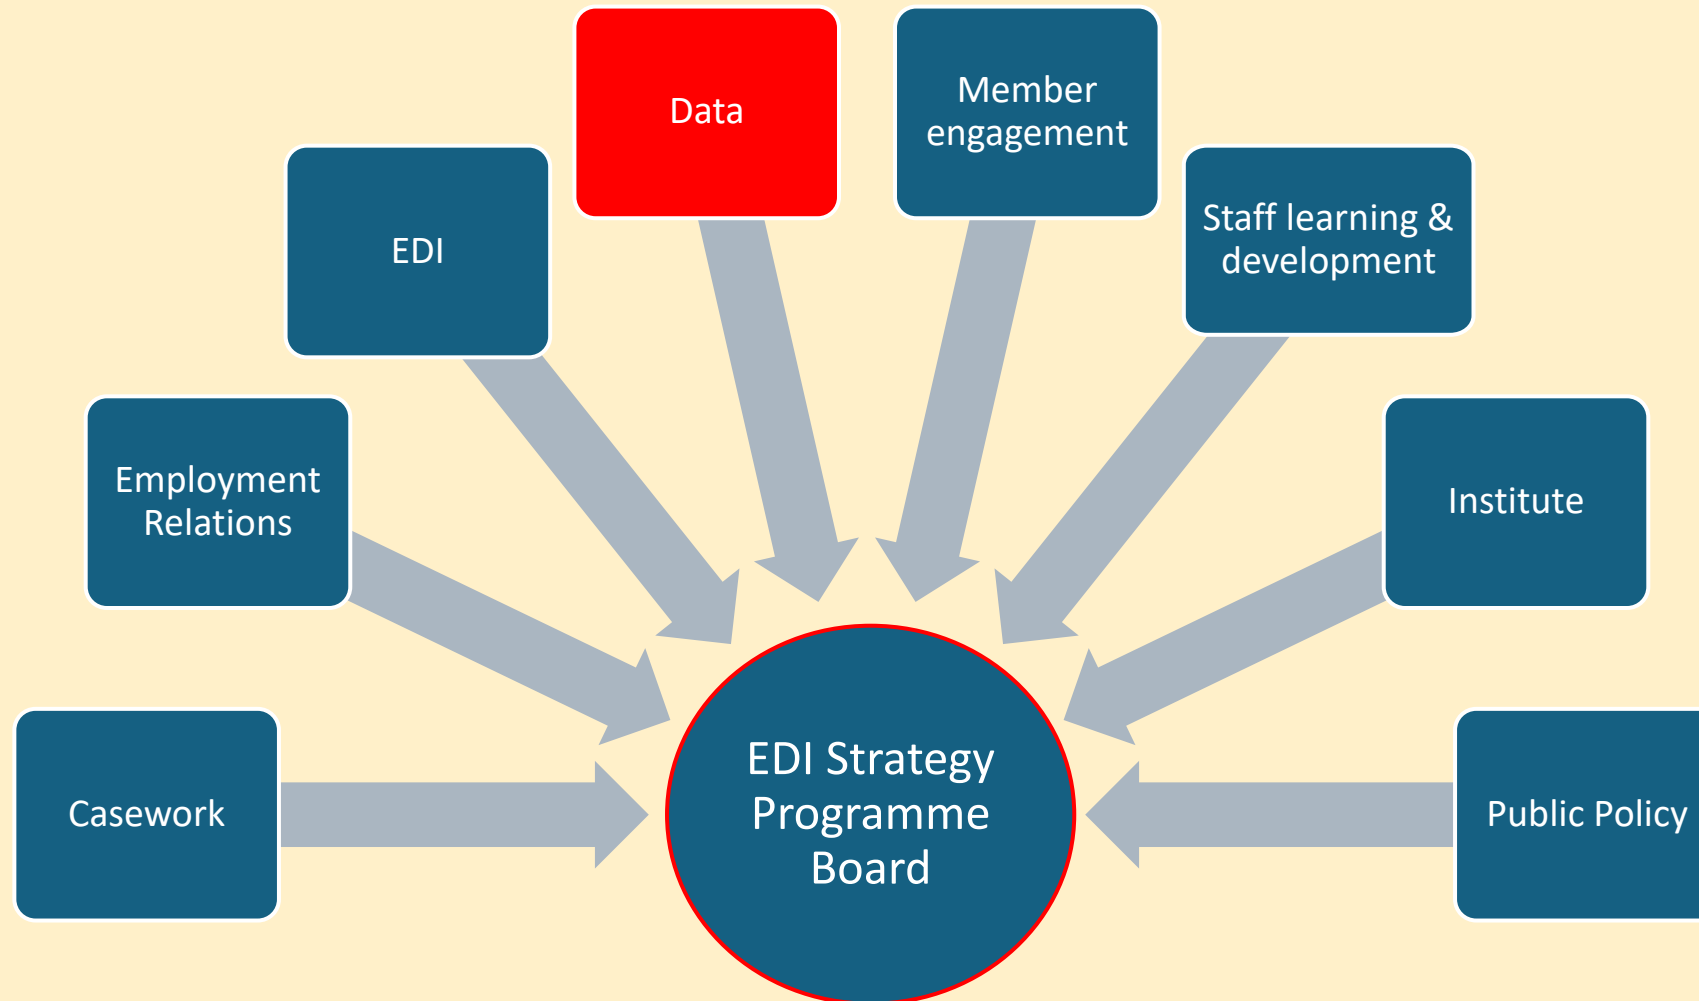 Data
Member
engagement
EDI
Staff learning &
development
Employment
Relations
Institute
Casework
EDI Strategy
Programme
Board
Public Policy